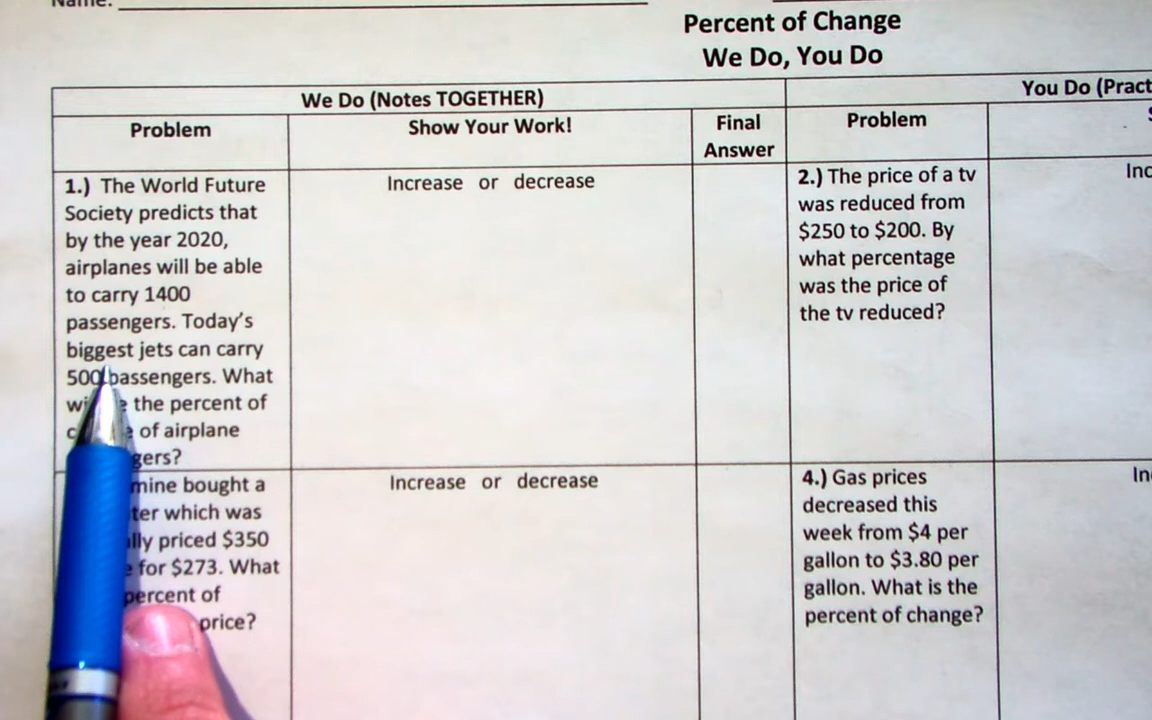 Name:
Percent of Change
We Do, You Do
We Do (Notes TOGETHER)
You Do (Pract
Problem
Show Your Work!
Final
Answer
Problem
1.) The World Future
Society predicts that
by the year 2020,
airplanes will be able
to carry 1400
passengers. Today's
biggest jets can carry
500 passengers. What
the percent of
of airplane
gers?
Increase or decrease
2.) The price of a tv
was reduced from
$250 to $200. By
what percentage
was the price of
the tv reduced?
Inc
mine bought a
ter which was
lly priced $350
for $273. What
percent of
price?
Increase or decrease
4.) Gas prices
decreased this
week from $4 per
gallon to $3.80 per
gallon. What is the
percent of change?
In